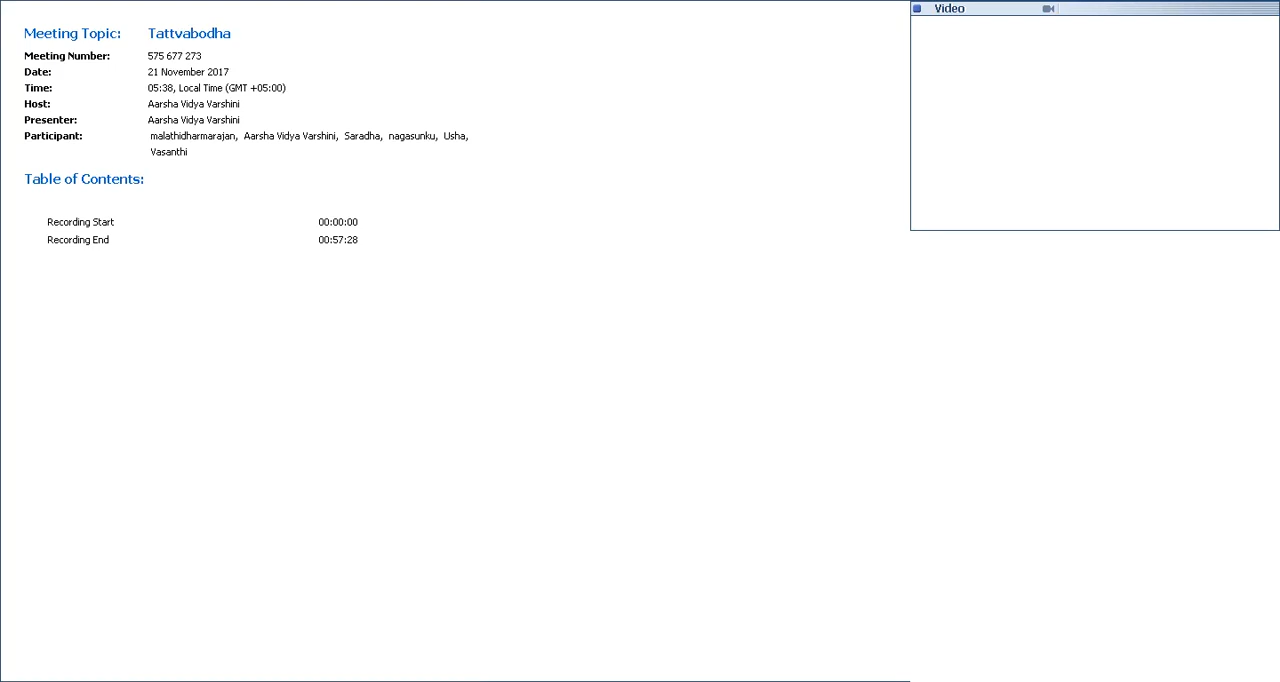 Meeting Topic: Tattvabodha
Meeting Number: 575 677 273
Date: 21 November 2017
Time: 05:38, Local Time (GMT +05:00)
Host: Aarsha Vidya Varshini
Presenter: Aarsha Vidya Varshini
Participant: malathidharmarajan, Aarsha Vidya Varshini, Saradha, nagasunku, Usha,
Vasanthi
Table of Contents:
Recording Start 00:00:00
Recording End 00:57:28
Video